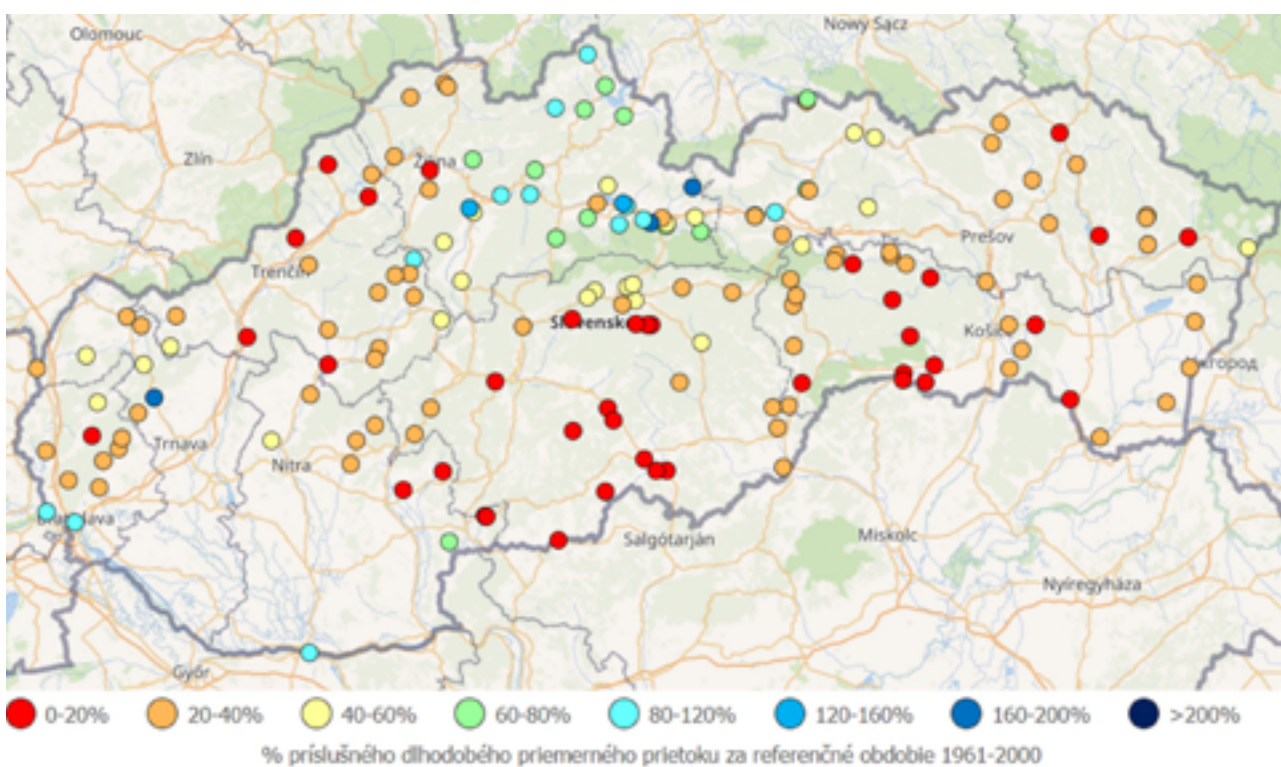 Nowy Sącz
Olomouc
Zlín
Žilina
Prešov
Trenčín
Košice
Ужгород
Trnava
Nitra
Bratislava
Salgótarján
Miskolc
Nyíregyháza
Győr
0-20% 20-40% 40-60% 60-80% 80-120% 120-160% 160-200% >200%
% príslušného dlhodobého priemerného prietoku za referenčné obdobie 1961-2000